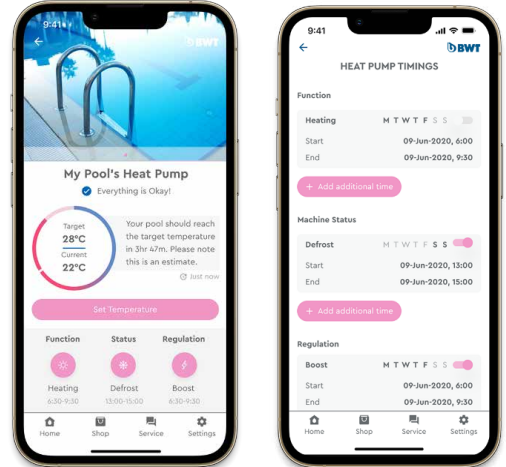 9:41
BWT
My Pool's Heat Pump
Everything is Okay!
Target
28°C
Current
22°C
Your pool should reach
the target temperature
in 3hr 47m. Please note
this is an estimate.
Just now
Set Temperature
Function Status Regulation
Heating Defrost Boost
6:30-9:30 13:00-15:00 6:30-9:30
Home Shop Service Settings
9:41
BWT
HEAT PUMP TIMINGS
Function
Heating M T W T F S S
Start 09-Jun-2020, 6:00
End 09-Jun-2020, 9:30
+ Add additional time
Machine Status
Defrost M T W T F S S
Start 09-Jun-2020, 13:00
End 09-Jun-2020, 15:00
+ Add additional time
Regulation
Boost M T W T F S S
Start 09-Jun-2020, 6:00
End 09-Jun-2020, 9:30
Home Shop Service Settings